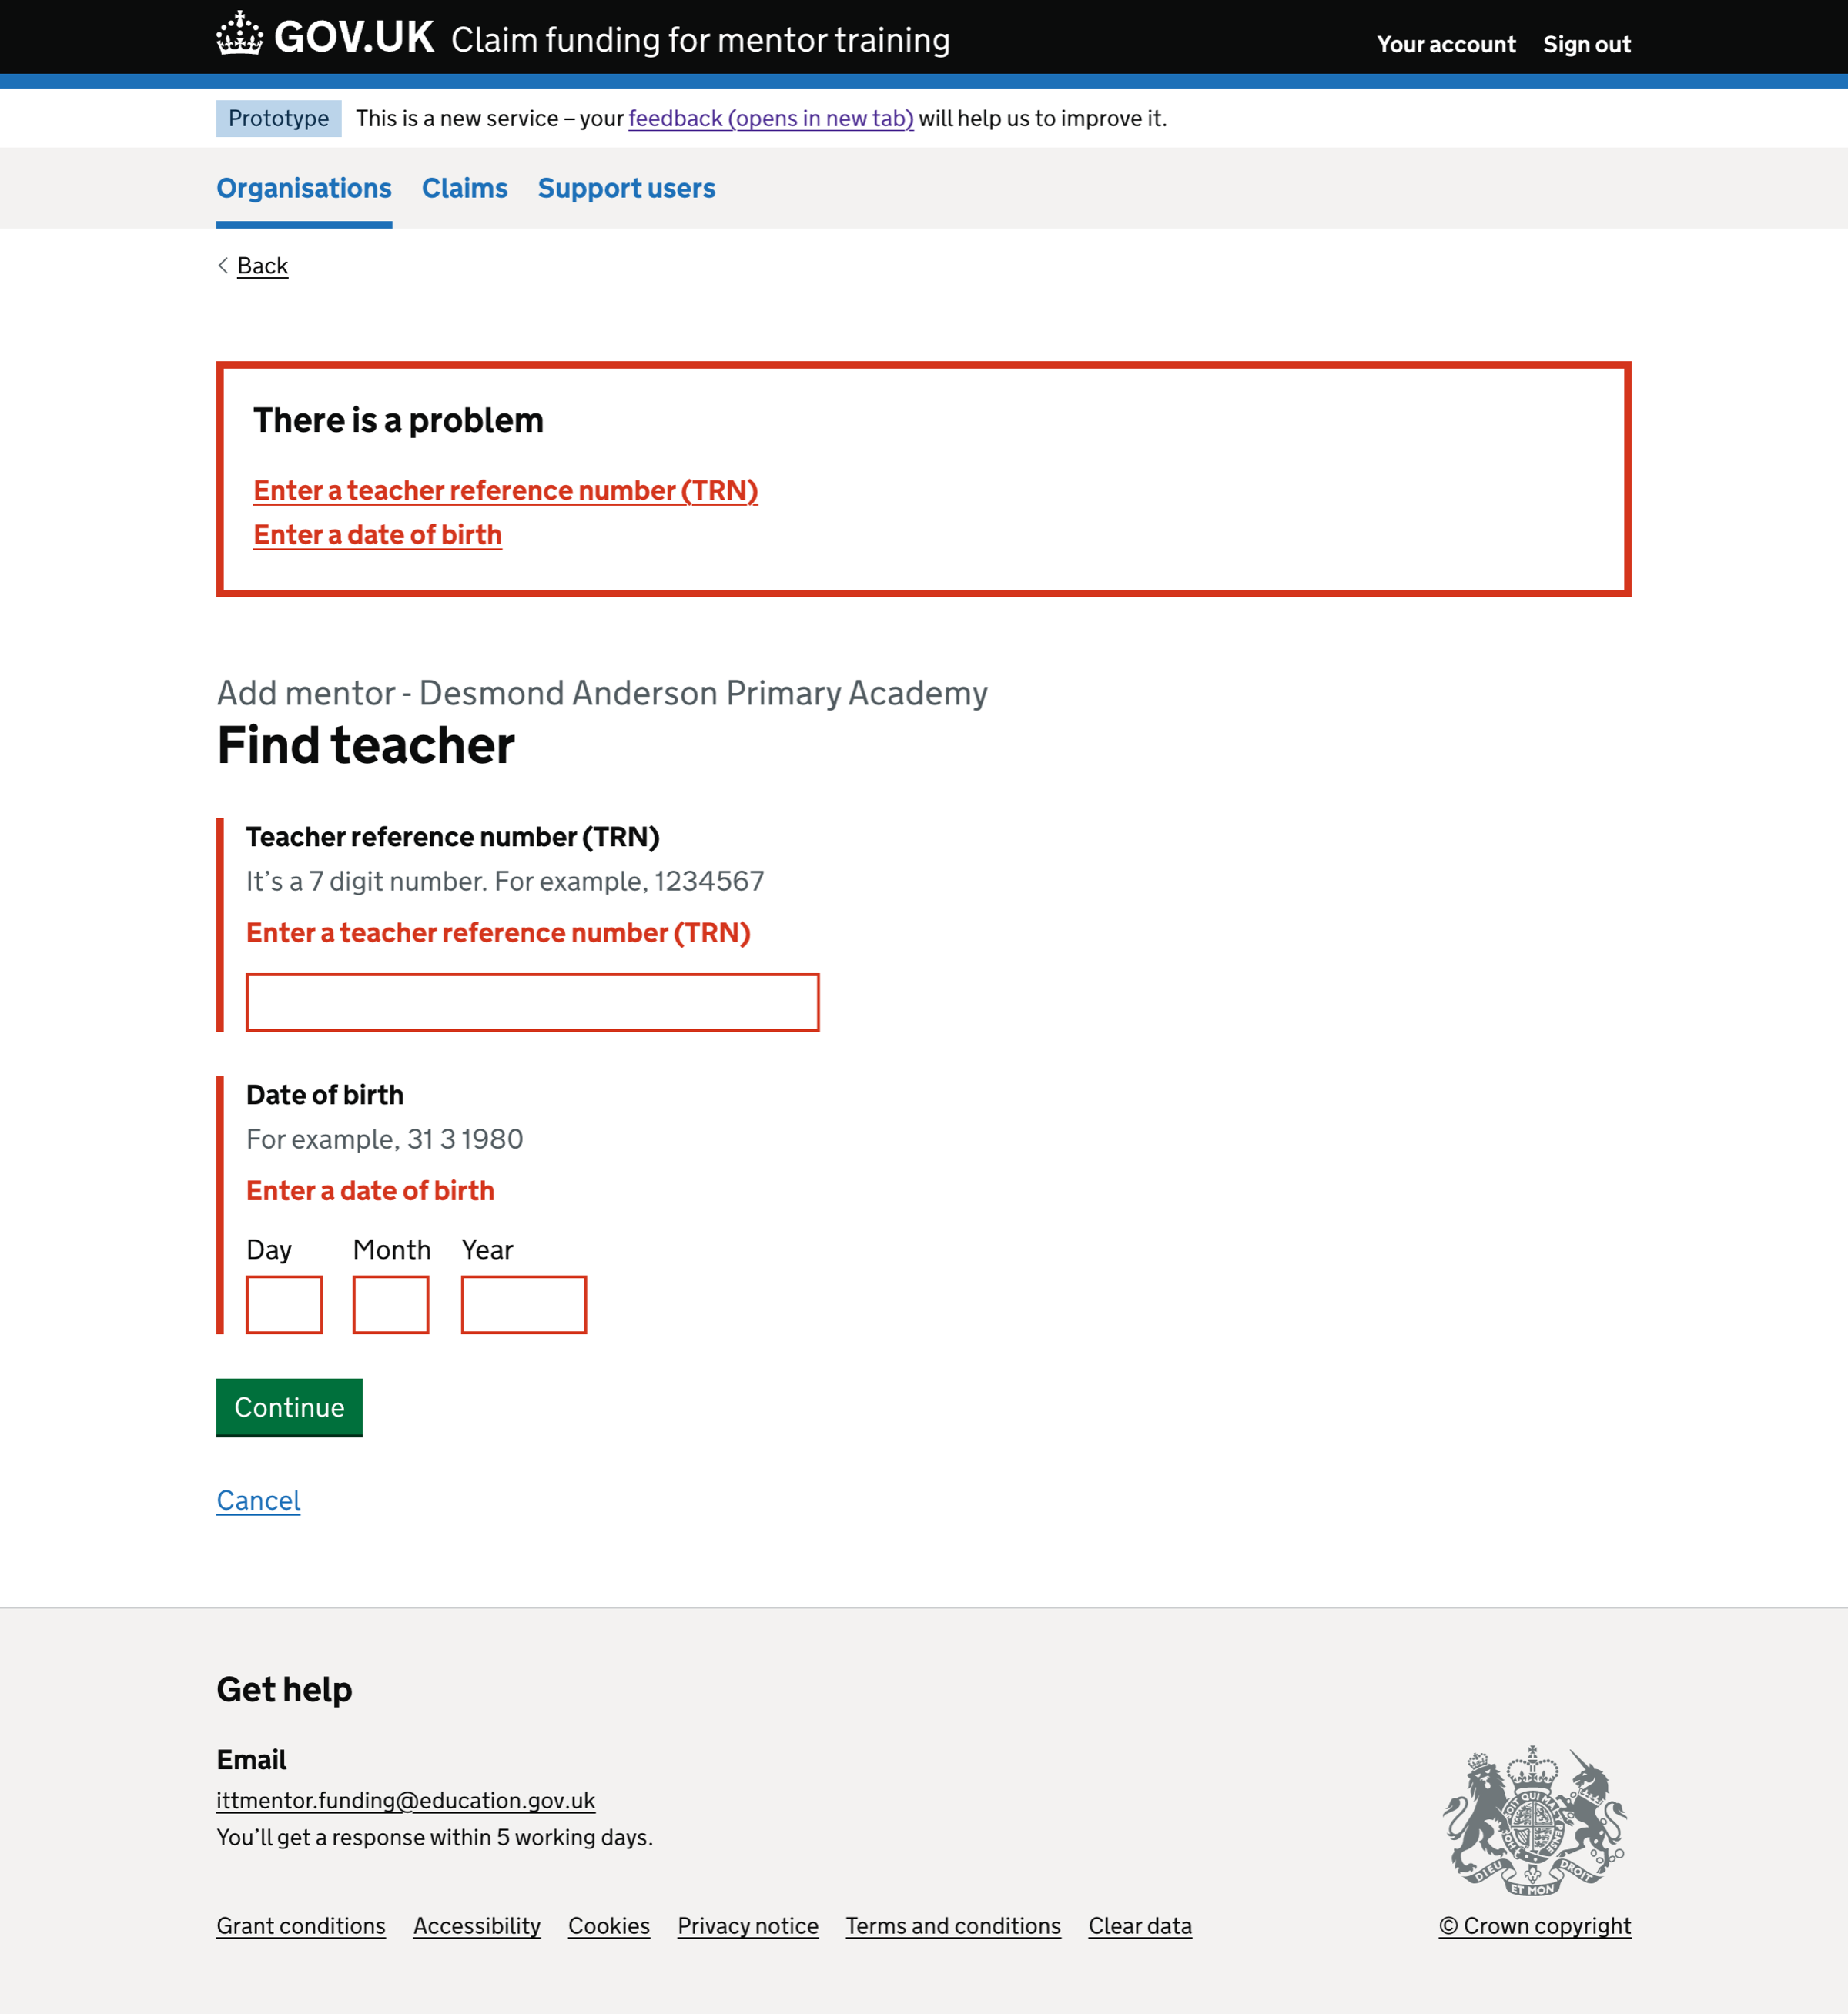 GOV.UK Claim funding for mentor training
Your account Sign out
Prototype This is a new service – your feedback (opens in new tab) will help us to improve it.
Organisations Claims Support users
Back
There is a problem
Enter a teacher reference number (TRN)
Enter a date of birth
Add mentor - Desmond Anderson Primary Academy
Find teacher
Teacher reference number (TRN)
It’s a 7 digit number. For example, 1234567
Enter a teacher reference number (TRN)
Date of birth
For example, 31 3 1980
Enter a date of birth
Day Month Year
Continue
Cancel
Get help
Email
ittmentor.funding@education.gov.uk
You’ll get a response within 5 working days.
DIEU ET MON DROIT
Grant conditions Accessibility Cookies Privacy notice Terms and conditions Clear data
© Crown copyright